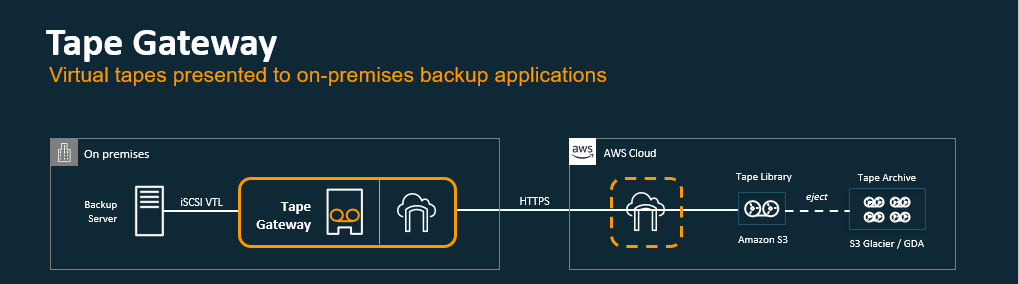 Tape Gateway
Virtual tapes presented to on-premises backup applications
On premises
aws
AWS Cloud
Backup
Server
iSCSI VTL
Tape
Gateway
HTTPS
Tape Library
Amazon S3
eject
Tape Archive
S3 Glacier / GDA